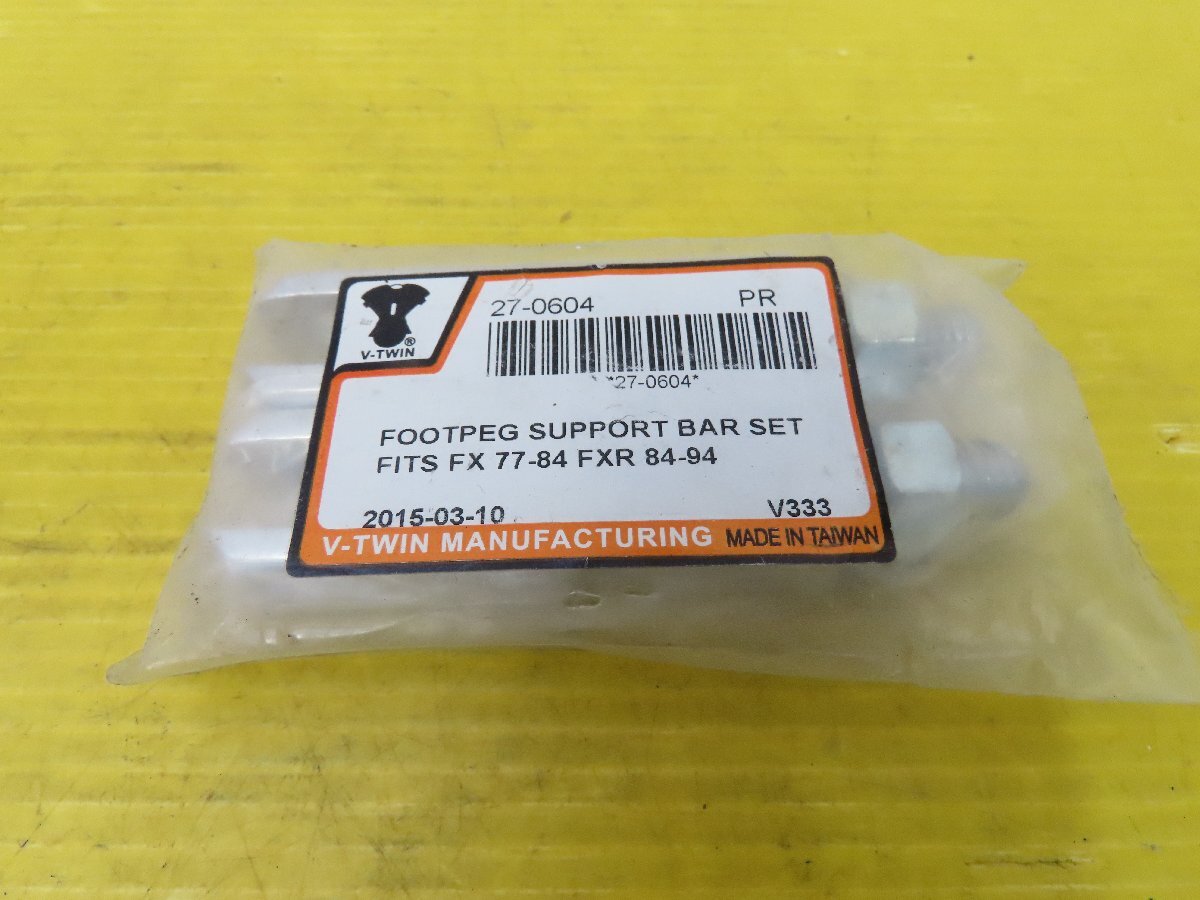 27-0604 PR
V-TWIN®
*27-0604*
FOOTPEG SUPPORT BAR SET
FITS FX 77-84 FXR 84-94
2015-03-10 V333
V-TWIN MANUFACTURING MADE IN TAIWAN